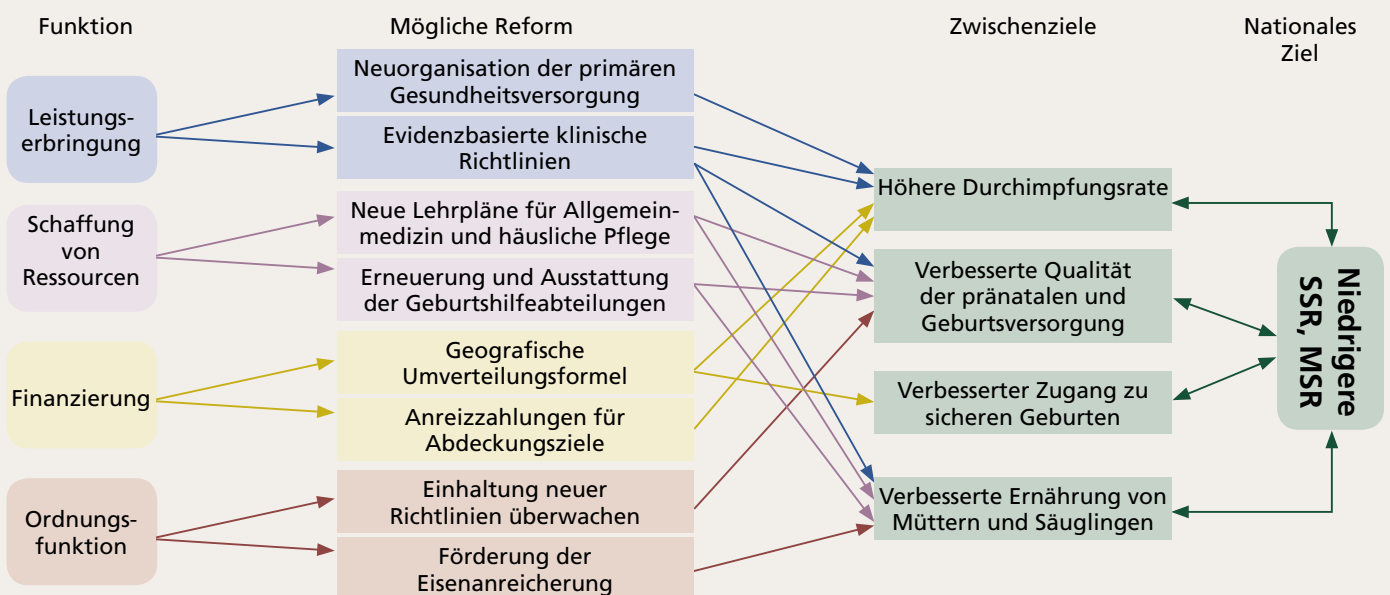 Funktion
Mögliche Reform
Zwischenziele
Nationales
Ziel
Leistungs-
erbringung
Schaffung
von
Ressourcen
Finanzierung
Ordnungs-
funktion
Neuorganisation der primären
Gesundheitsversorgung
Evidenzbasierte klinische
Richtlinien
Neue Lehrpläne für Allgemein-
medizin und häusliche Pflege
Erneuerung und Ausstattung
der Geburtshilfeabteilungen
Geografische
Umverteilungsformel
Anreizzahlungen für
Abdeckungsziele
Einhaltung neuer
Richtlinien überwachen
Förderung der
Eisenanreicherung
Höhere Durchimpfungsrate
Verbesserte Qualität
der pränatalen und
Geburtsversorgung
Verbesserter Zugang zu
sicheren Geburten
Verbesserte Ernährung von
Müttern und Säuglingen
Niedrigere
SSR, MSR